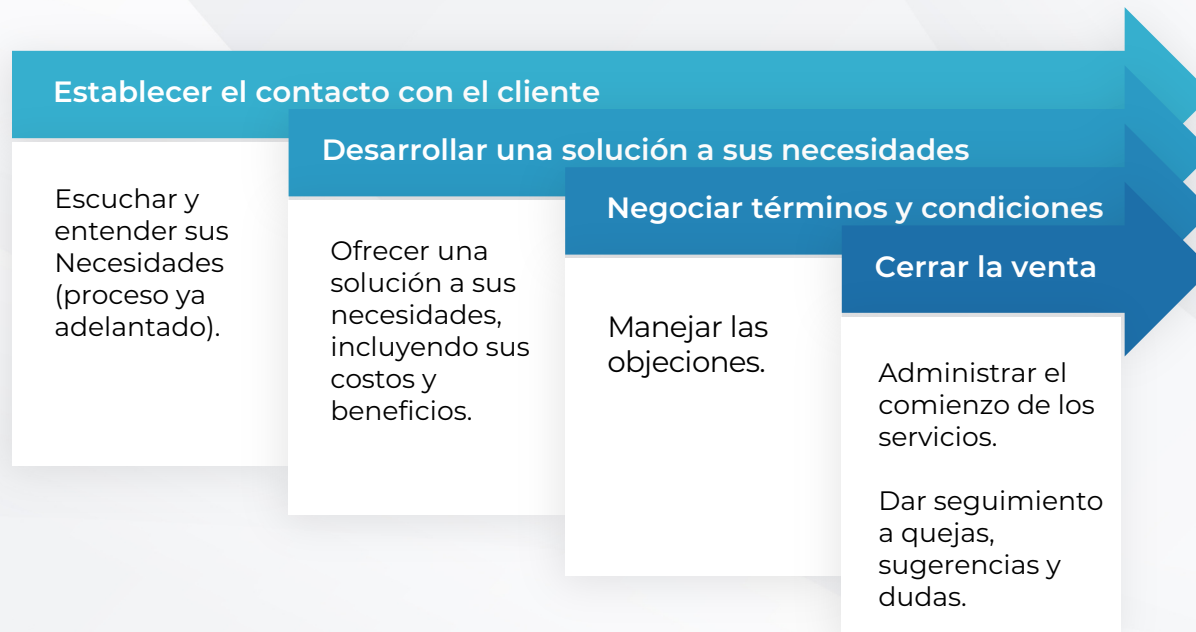 Establecer el contacto con el cliente
Escuchar y
entender sus
Necesidades
(proceso ya
adelantado).
Desarrollar una solución a sus necesidades
Ofrecer una
solución a sus
necesidades,
incluyendo sus
costos y
beneficios.
Negociar términos y condiciones
Manejar las
objeciones.
Cerrar la venta
Administrar el
comienzo de los
servicios.
Dar seguimiento
a quejas,
sugerencias y
dudas.